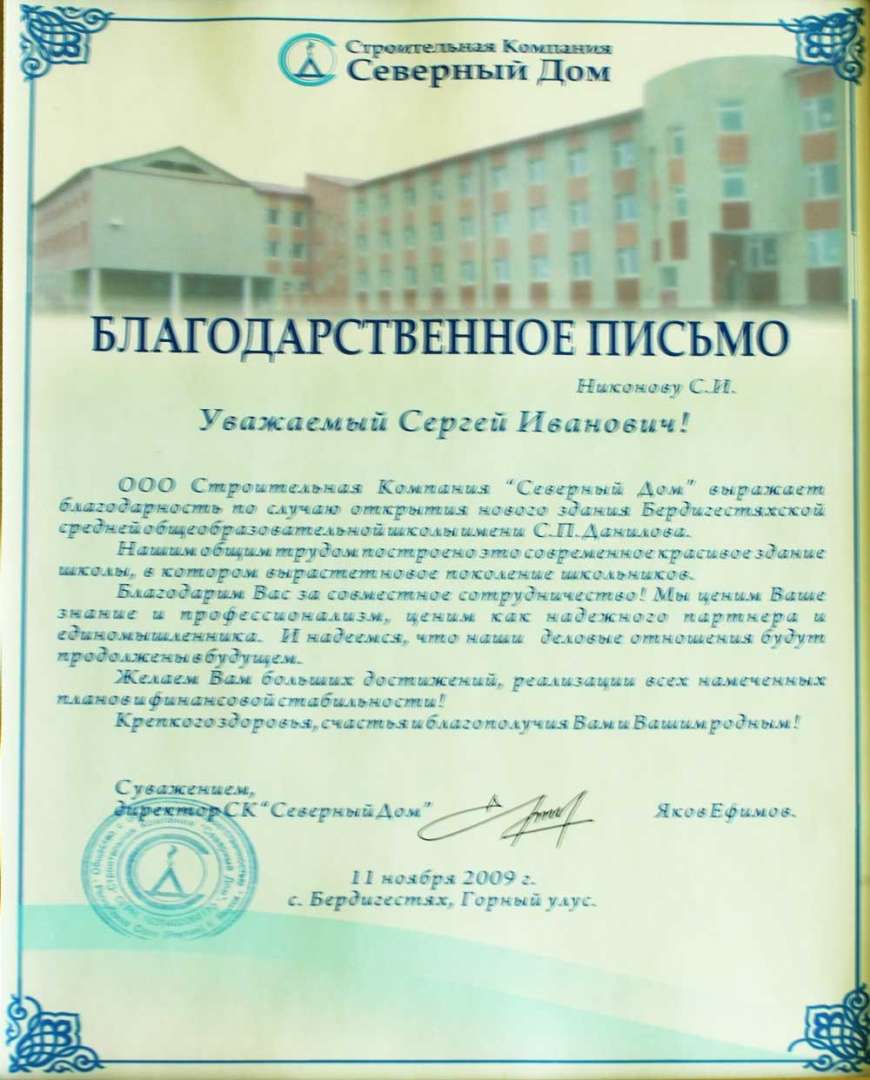 Строительная Компания
Северный Дом
БЛАГОДАРСТВЕННОЕ ПИСЬМО
Никонову С.И.
Уважаемый Сергей Иванович!
ООО Строительная Компания “Северный Дом” выражает
благодарность по случаю открытия нового здания Бердигестяхской
средней общеобразовательной школы имени С.П. Данилова.
Нашим общим трудом построено это современное красивое здание
школы, в котором вырастет новое поколение школьников.
Благодарим Вас за совместное сотрудничество! Мы ценим Ваше
знание и профессионализм, ценим как надежного партнера и
единомышленника. И надеемся, что наши деловые отношения будут
продолжены в будущем.
Желаем Вам больших достижений, реализации всех намеченных
планов и финансовой стабильности!
Крепкого здоровья, счастья и благополучия Вам и Вашим родным!
С уважением,
директор СК “Северный Дом”
Яков Ефимов.
11 ноября 2009 г.
с. Бердигестях, Горный улус.